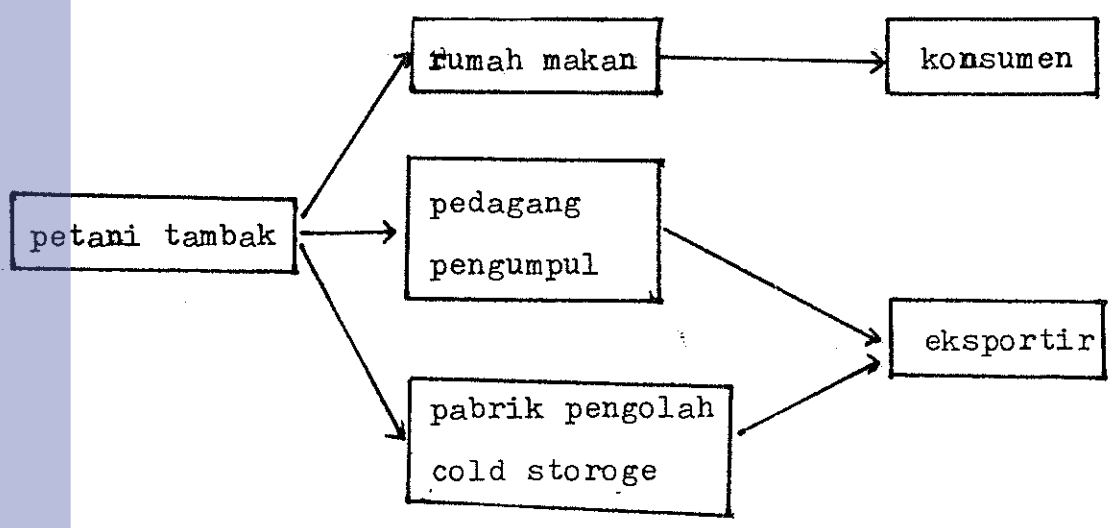 rumah makan
konsumen
petani tambak
pedagang
pengumpul
eksportir
pabrik pengolah
cold storoge